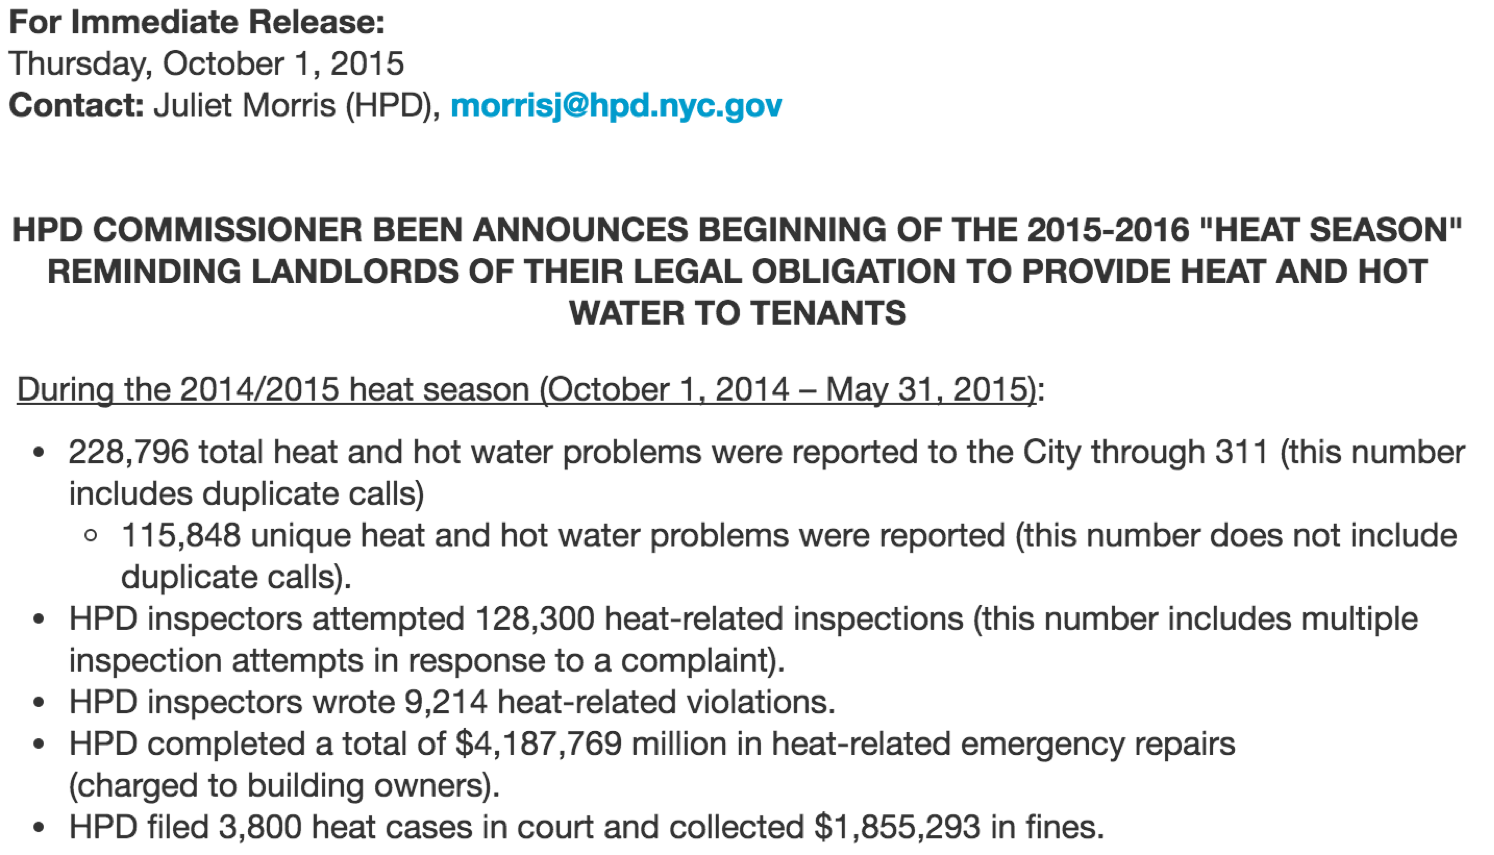 For Immediate Release:
Thursday, October 1, 2015
Contact: Juliet Morris (HPD), morrisj@hpd.nyc.gov
HPD COMMISSIONER BEEN ANNOUNCES BEGINNING OF THE 2015-2016 "HEAT SEASON"
REMINDING LANDLORDS OF THEIR LEGAL OBLIGATION TO PROVIDE HEAT AND HOT
WATER TO TENANTS
During the 2014/2015 heat season (October 1, 2014 – May 31, 2015):
• 228,796 total heat and hot water problems were reported to the City through 311 (this number
includes duplicate calls)
○ 115,848 unique heat and hot water problems were reported (this number does not include
duplicate calls).
• HPD inspectors attempted 128,300 heat-related inspections (this number includes multiple
inspection attempts in response to a complaint).
• HPD inspectors wrote 9,214 heat-related violations.
• HPD completed a total of $4,187,769 million in heat-related emergency repairs
(charged to building owners).
• HPD filed 3,800 heat cases in court and collected $1,855,293 in fines.